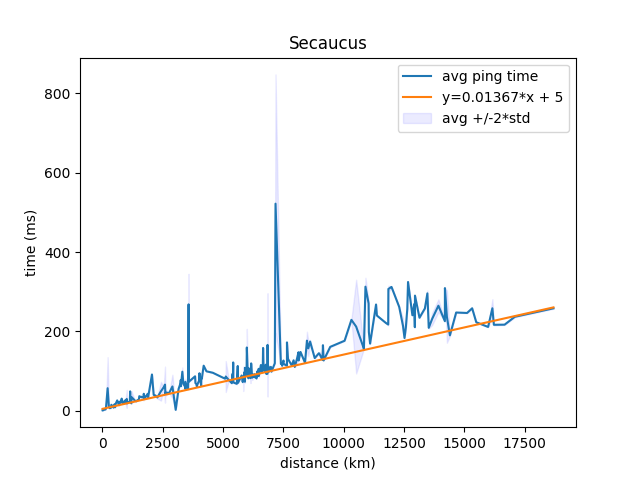 Secaucus
avg ping time
y=0.01367*x + 5
avg +/-2*std
time (ms)
800
600
400
200
0
0 2500 5000 7500 10000 12500 15000 17500
distance (km)